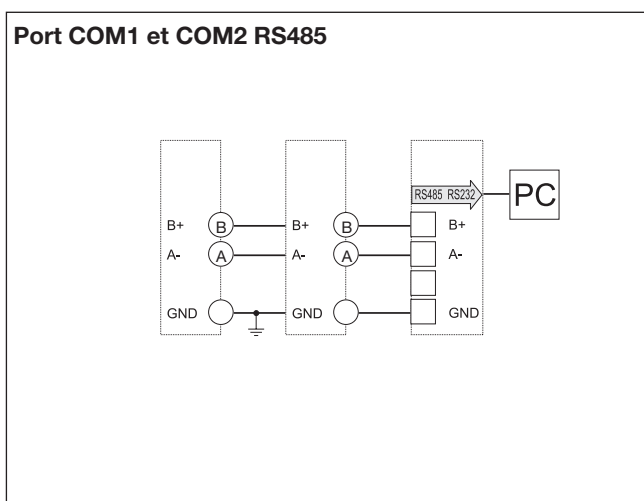 Port COM1 et COM2 RS485
RS485 RS232
PC
B+ B B+ B B+
A- A A- A A-
GND GND GND